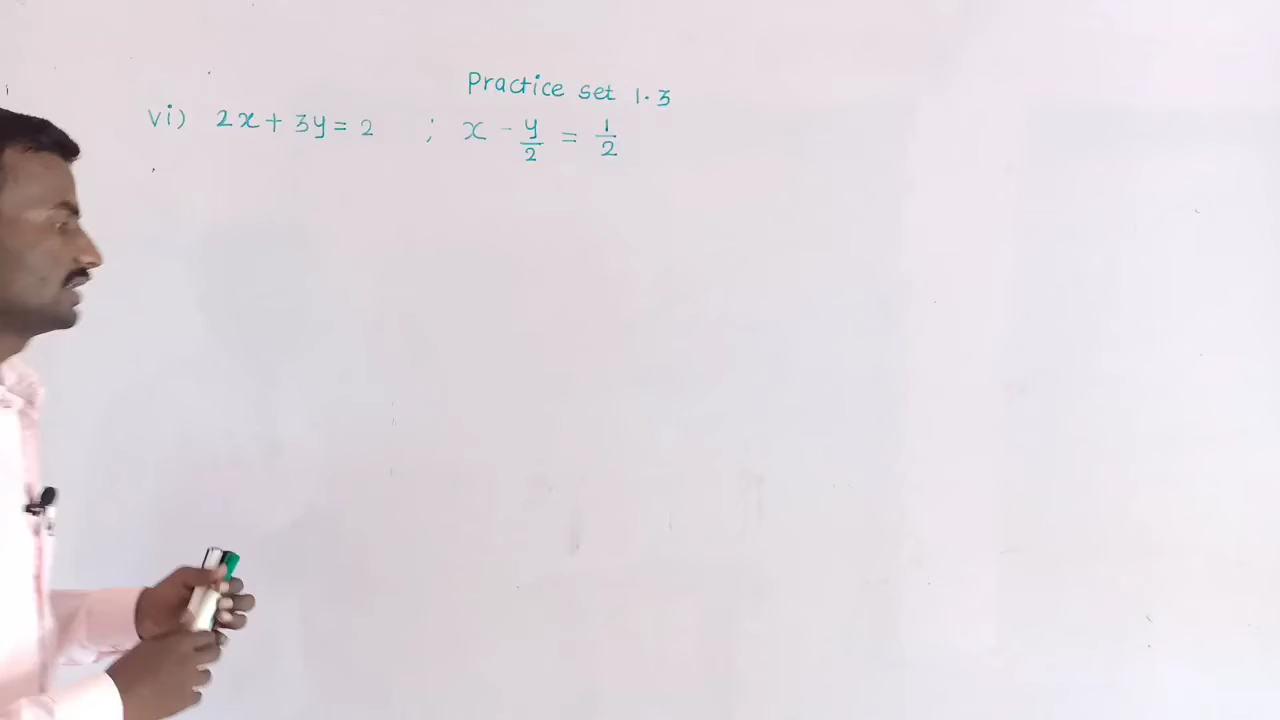 Practice set 1.3
vi) 2x + 3y = 2 ; x - y/2 = 1/2